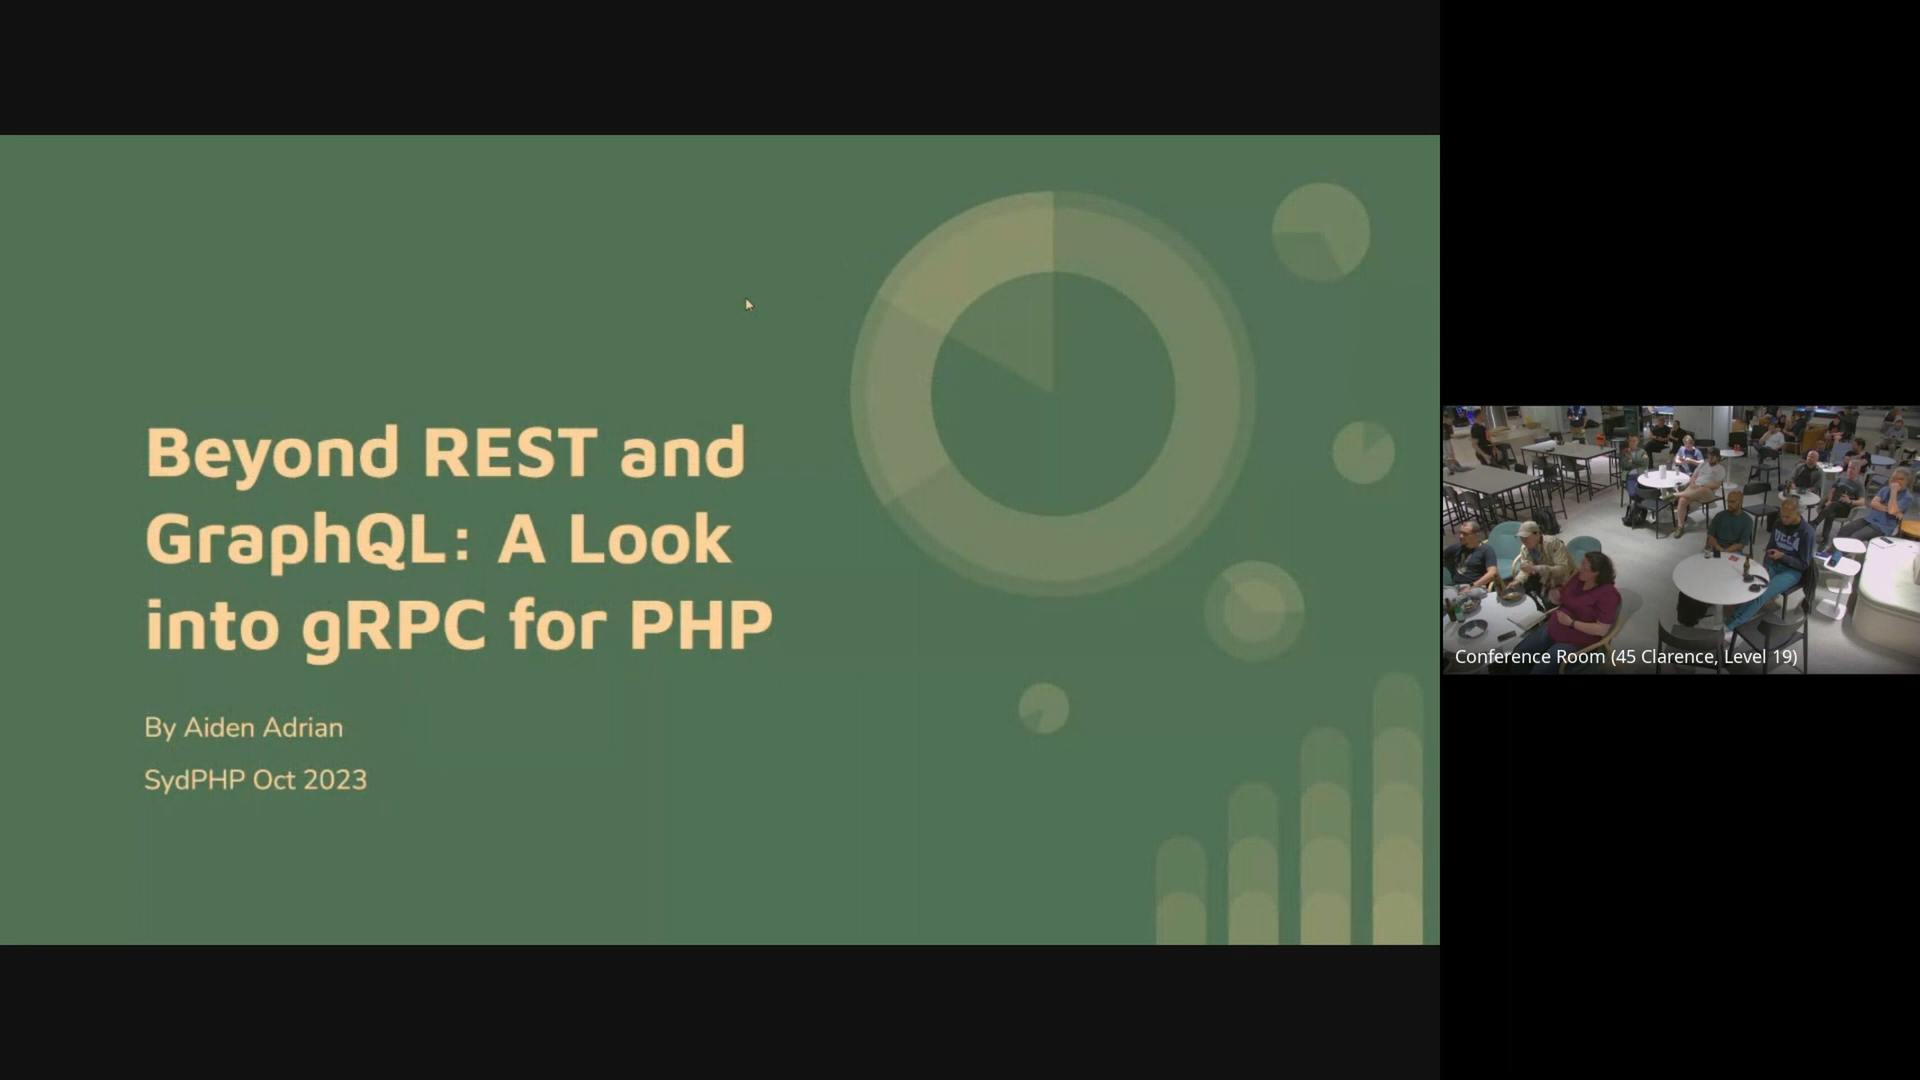 Beyond REST and
GraphQL: A Look
into gRPC for PHP
By Aiden Adrian
SydPHP Oct 2023
UCLA
Conference Room (45 Clarence, Level 19)